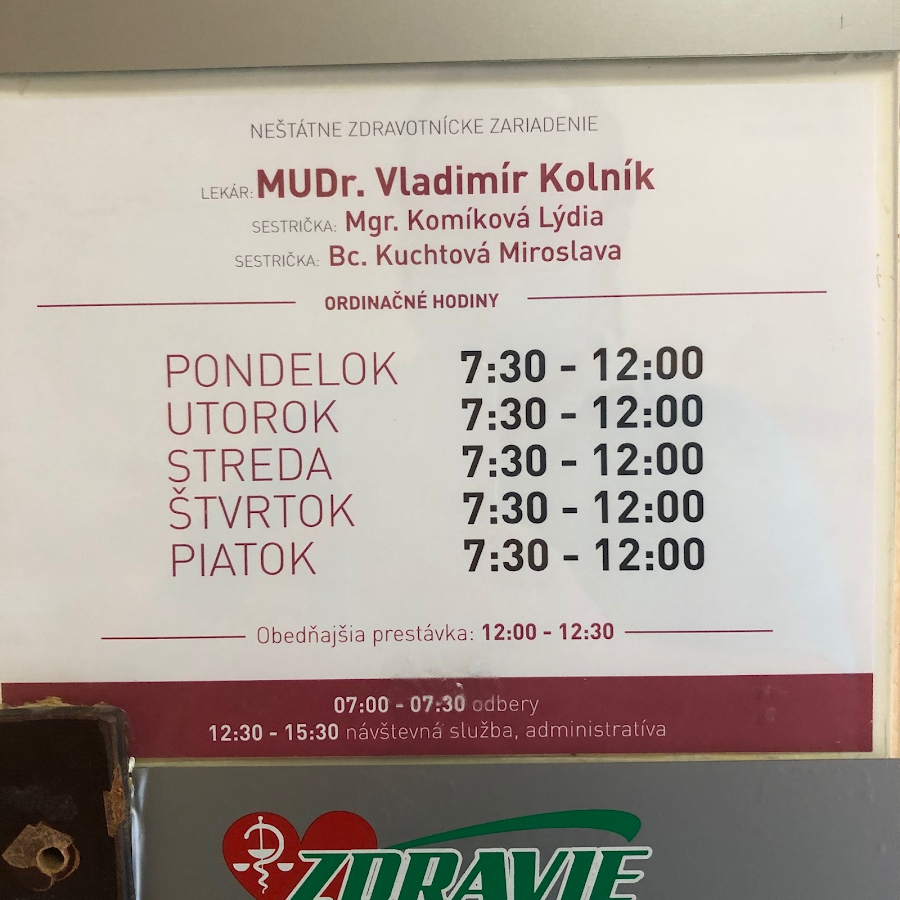 NEŠTÁTNE ZDRAVOTNÍCKE ZARIADENIE
LEKÁR: MUDr. Vladimír Kolník
SESTRIČKA: Mgr. Komíková Lýdia
SESTRIČKA: Bc. Kuchtová Miroslava
ORDINAČNÉ HODINY
PONDELOK 7:30 - 12:00
UTOROK 7:30 - 12:00
STREDA 7:30 - 12:00
ŠTVRTOK 7:30 - 12:00
PIATOK 7:30 - 12:00
Obedňajšia prestávka: 12:00 - 12:30
07:00 - 07:30 odbery
12:30 - 15:30 návštevná služba, administratíva
ZDRAVIE